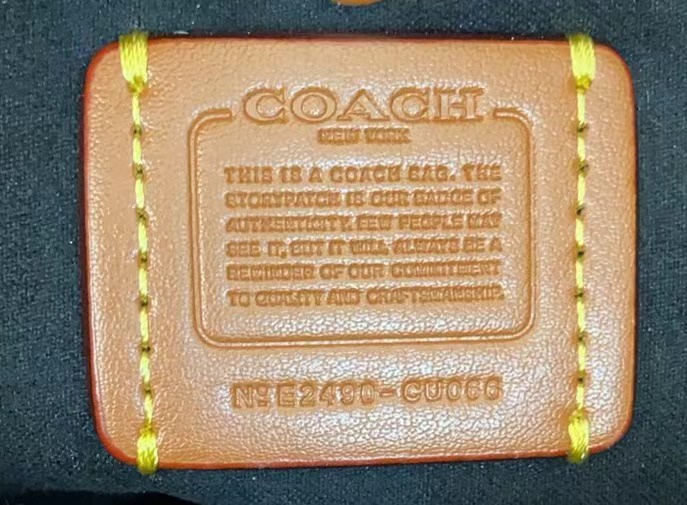 COACH
NEW YORK
THIS IS A COACH BAG. THE
STORYPATCH IS OUR BADGE OF
AUTHENTICITY. FEW PEOPLE MAY
SEE IT, BUT IT WILL ALWAYS BE A
REMINDER OF OUR COMMITMENT
TO QUALITY AND CRAFTSMANSHIP.
Nº E2490-CU066